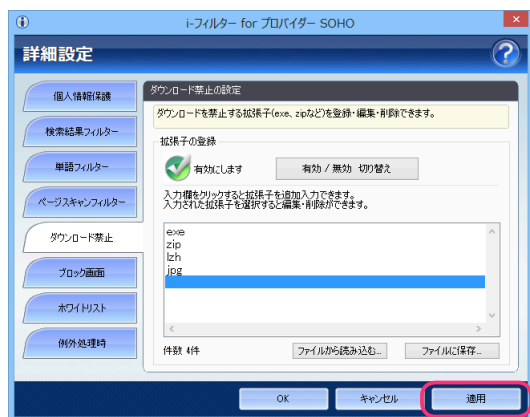 i-フィルター for プロバイダー SOHO
詳細設定
?
個人情報保護
検索結果フィルター
単語フィルター
ページスキャンフィルター
ダウンロード禁止
ブロック画面
ホワイトリスト
例外処理時
ダウンロード禁止の設定
ダウンロードを禁止する拡張子(exe、zipなど)を登録・編集・削除できます。
拡張子の登録
有効にします
有効 / 無効 切り替え
入力欄をクリックすると拡張子を追加入力できます。
入力された拡張子を選択すると編集・削除ができます。
exe
zip
lzh
jpg
件数 4件
ファイルから読み込む...
ファイルに保存...
OK
キャンセル
適用